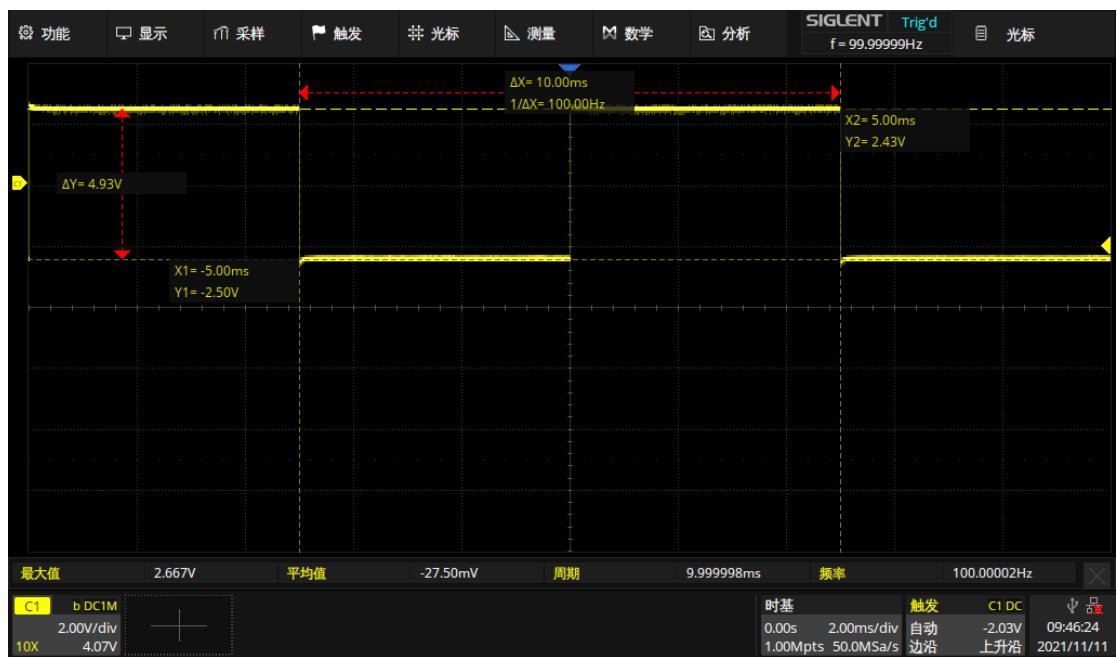 功能 显示 采样 触发 光标 测量 数学 分析 SIGLENT Trig'd 光标
f = 99.99999Hz
ΔX= 10.00ms
1/ΔX= 100.00Hz
X2= 5.00ms
Y2= 2.43V
C1
ΔY= 4.93V
X1= -5.00ms
Y1= -2.50V
最大值 2.667V 平均值 -27.50mV 周期 9.999998ms 频率 100.00002Hz
C1 b DC1M 时基 触发 C1 DC
2.00V/div 0.00s 2.00ms/div 自动 -2.03V 09:46:24
10X 4.07V 1.00Mpts 50.0MSa/s 边沿 上升沿 2021/11/11